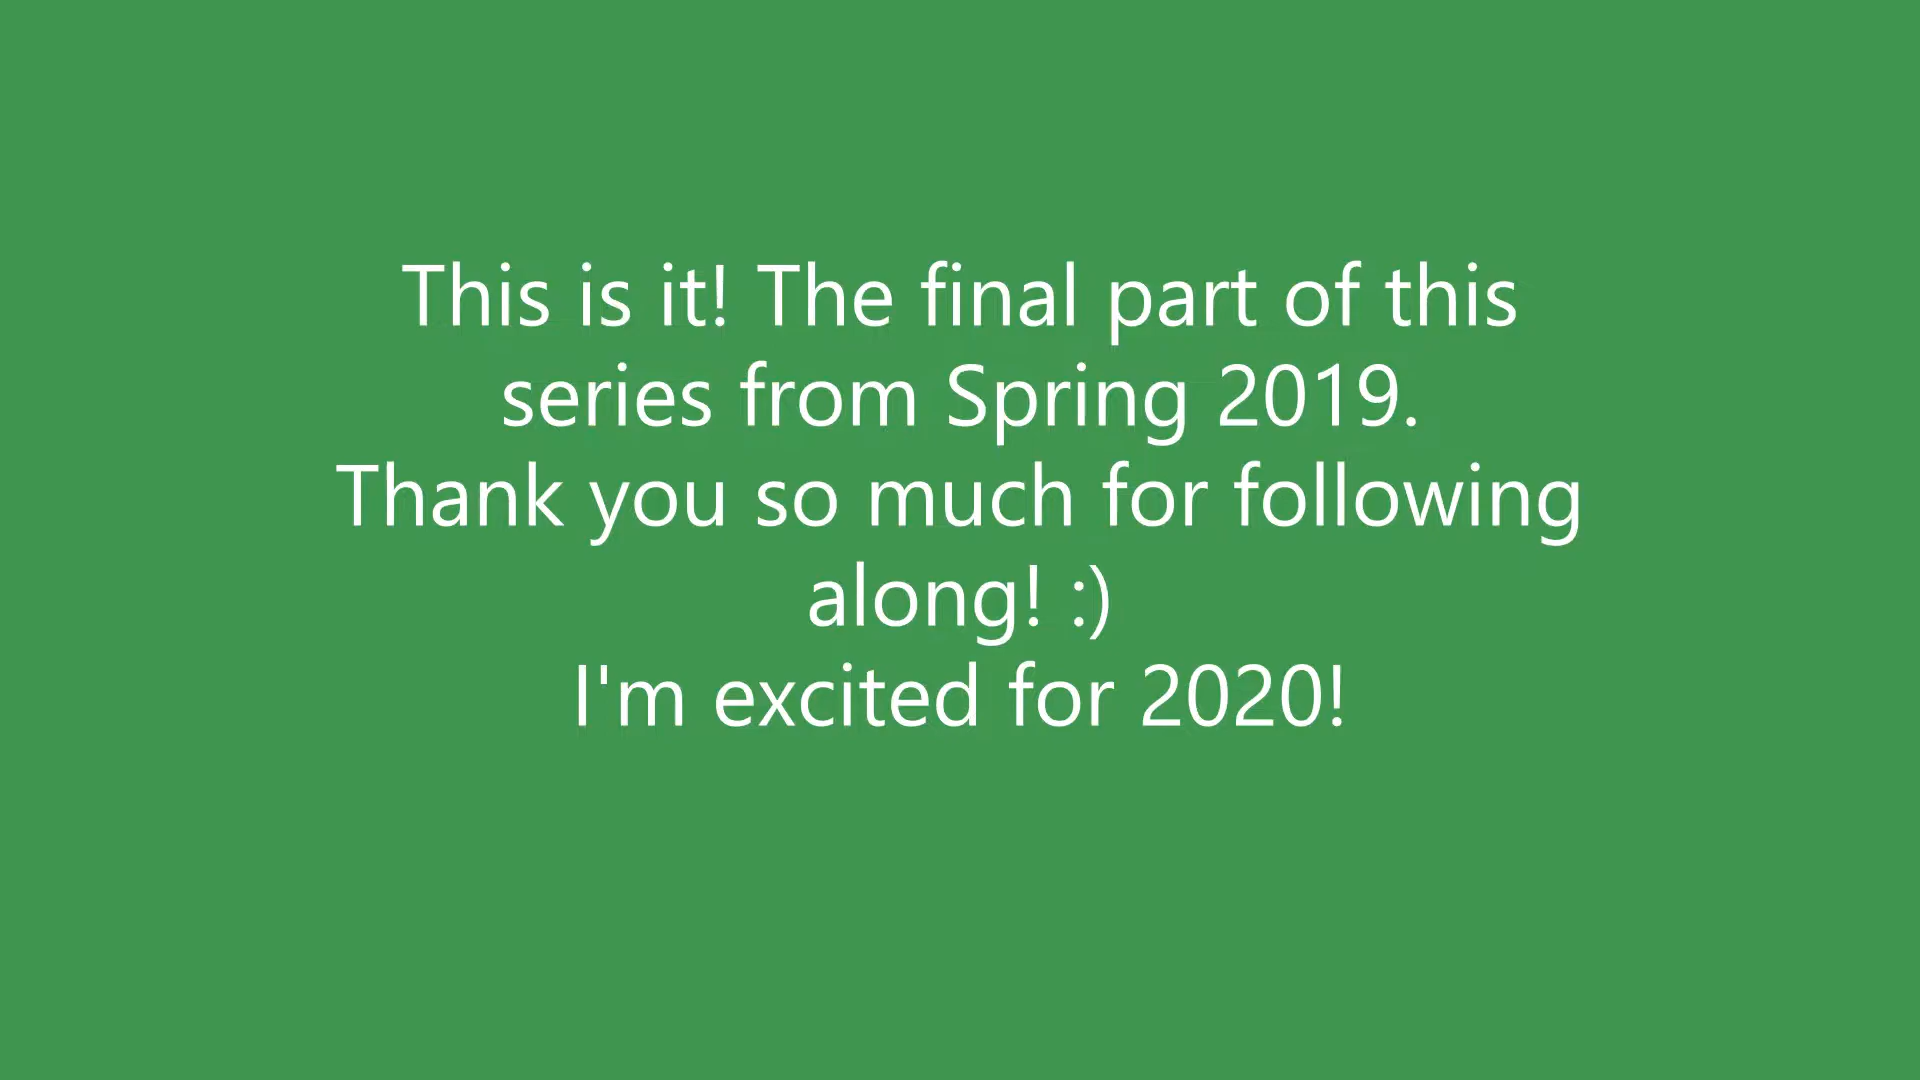 This is it! The final part of this
series from Spring 2019.
Thank you so much for following
along! :)
I'm excited for 2020!